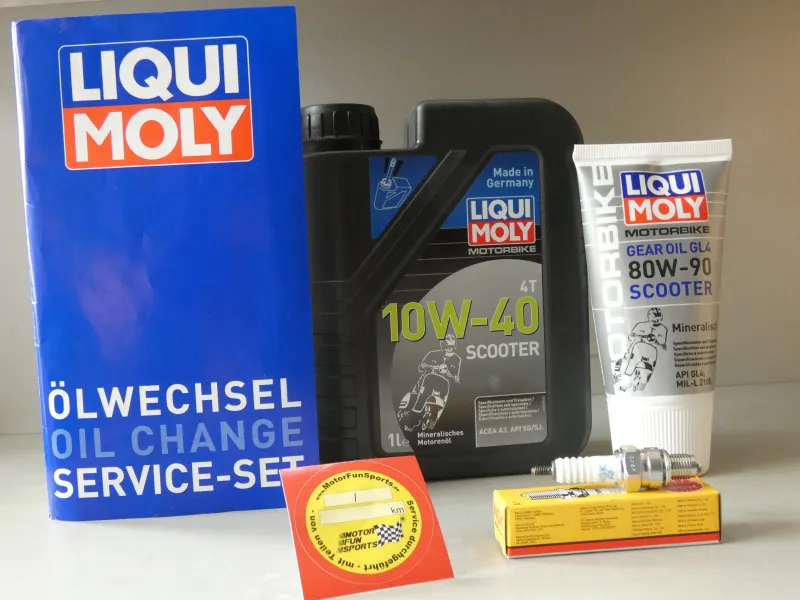 LIQUI
MOLY
ÖLWECHSEL
OIL CHANGE
SERVICE-SET
Made in
Germany
LIQUI
MOLY
MOTORBIKE
4T
10W-40
SCOOTER
ACEA A3, API SG/SJ,
1L
Mineralisches
Motorenöl
MOTORBIKE
LIQUI
MOLY
MOTORBIKE
GEAR OIL GL4
80W-90
SCOOTER
Mineralisch
API GL4,
www.MotorFunSports.de
km
MOTOR
FUN
SPORTS
Service durchgeführt - mit Teilen von -